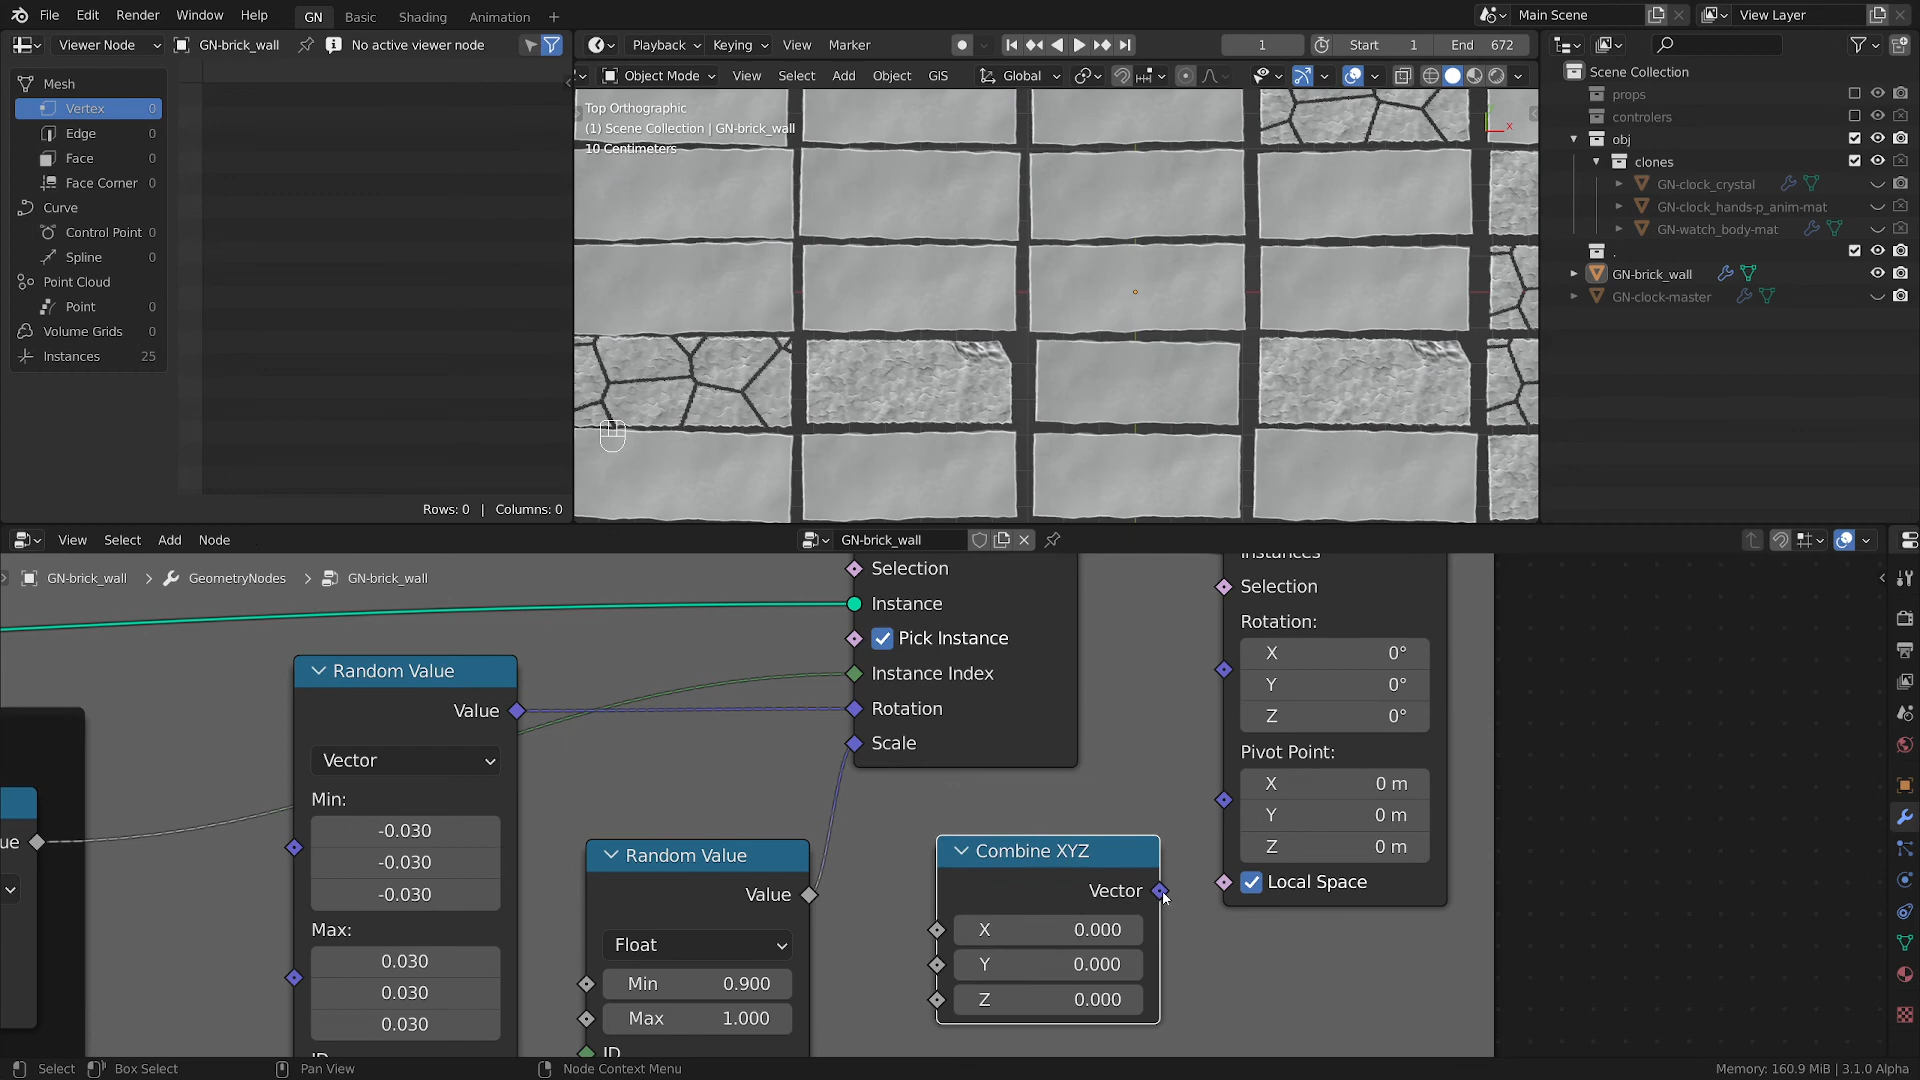 File Edit Render Window Help GN Basic Shading Animation + Main Scene View Layer
Viewer Node GN-brick_wall No active viewer node Playback Keying View Marker 1 Start 1 End 672
Object Mode View Select Add Object GIS Global
Mesh
Vertex 0
Edge 0
Face 0
Face Corner 0
Curve
Control Point 0
Spline 0
Point Cloud
Point 0
Volume Grids 0
Instances 25
Rows: 0 | Columns: 0
Top Orthographic
(1) Scene Collection | GN-brick_wall
10 Centimeters
X
Scene Collection
props
controlers
obj
clones
GN-clock_crystal
GN-clock_hands-p_anim-mat
GN-watch_body-mat
.
GN-brick_wall
GN-clock-master
View Select Add Node GN-brick_wall
GN-brick_wall > GeometryNodes > GN-brick_wall
ue
Random Value
Value
Vector
Min:
-0.030
-0.030
-0.030
Max:
0.030
0.030
0.030
ID
Random Value
Value
Float
Min 0.900
Max 1.000
ID
Selection
Instance
Pick Instance
Instance Index
Rotation
Scale
Combine XYZ
Vector
X 0.000
Y 0.000
Z 0.000
Instances
Selection
Rotation:
X 0°
Y 0°
Z 0°
Pivot Point:
X 0 m
Y 0 m
Z 0 m
Local Space
Select Box Select Pan View Node Context Menu Memory: 160.9 MiB | 3.1.0 Alpha